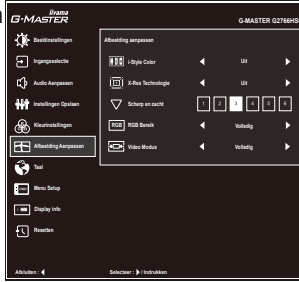 iiyama
G-MASTER
G-MASTER G2766HS
Beeldinstellingen
Ingangsselectie
Audio Aanpassen
Instellingen Opslaan
Kleurinstellingen
Afbeelding Aanpassen
Taal
Menu Setup
Display info
Resetten
Afbeelding aanpassen
i-Style Color
Uit
X-Res Technologie
Uit
Scherp en zacht
1 2 3 4 5 6
RGB
RGB Bereik
Volledig
Video Modus
Volledig
Afsluiten :
Selecteer : / Indrukken